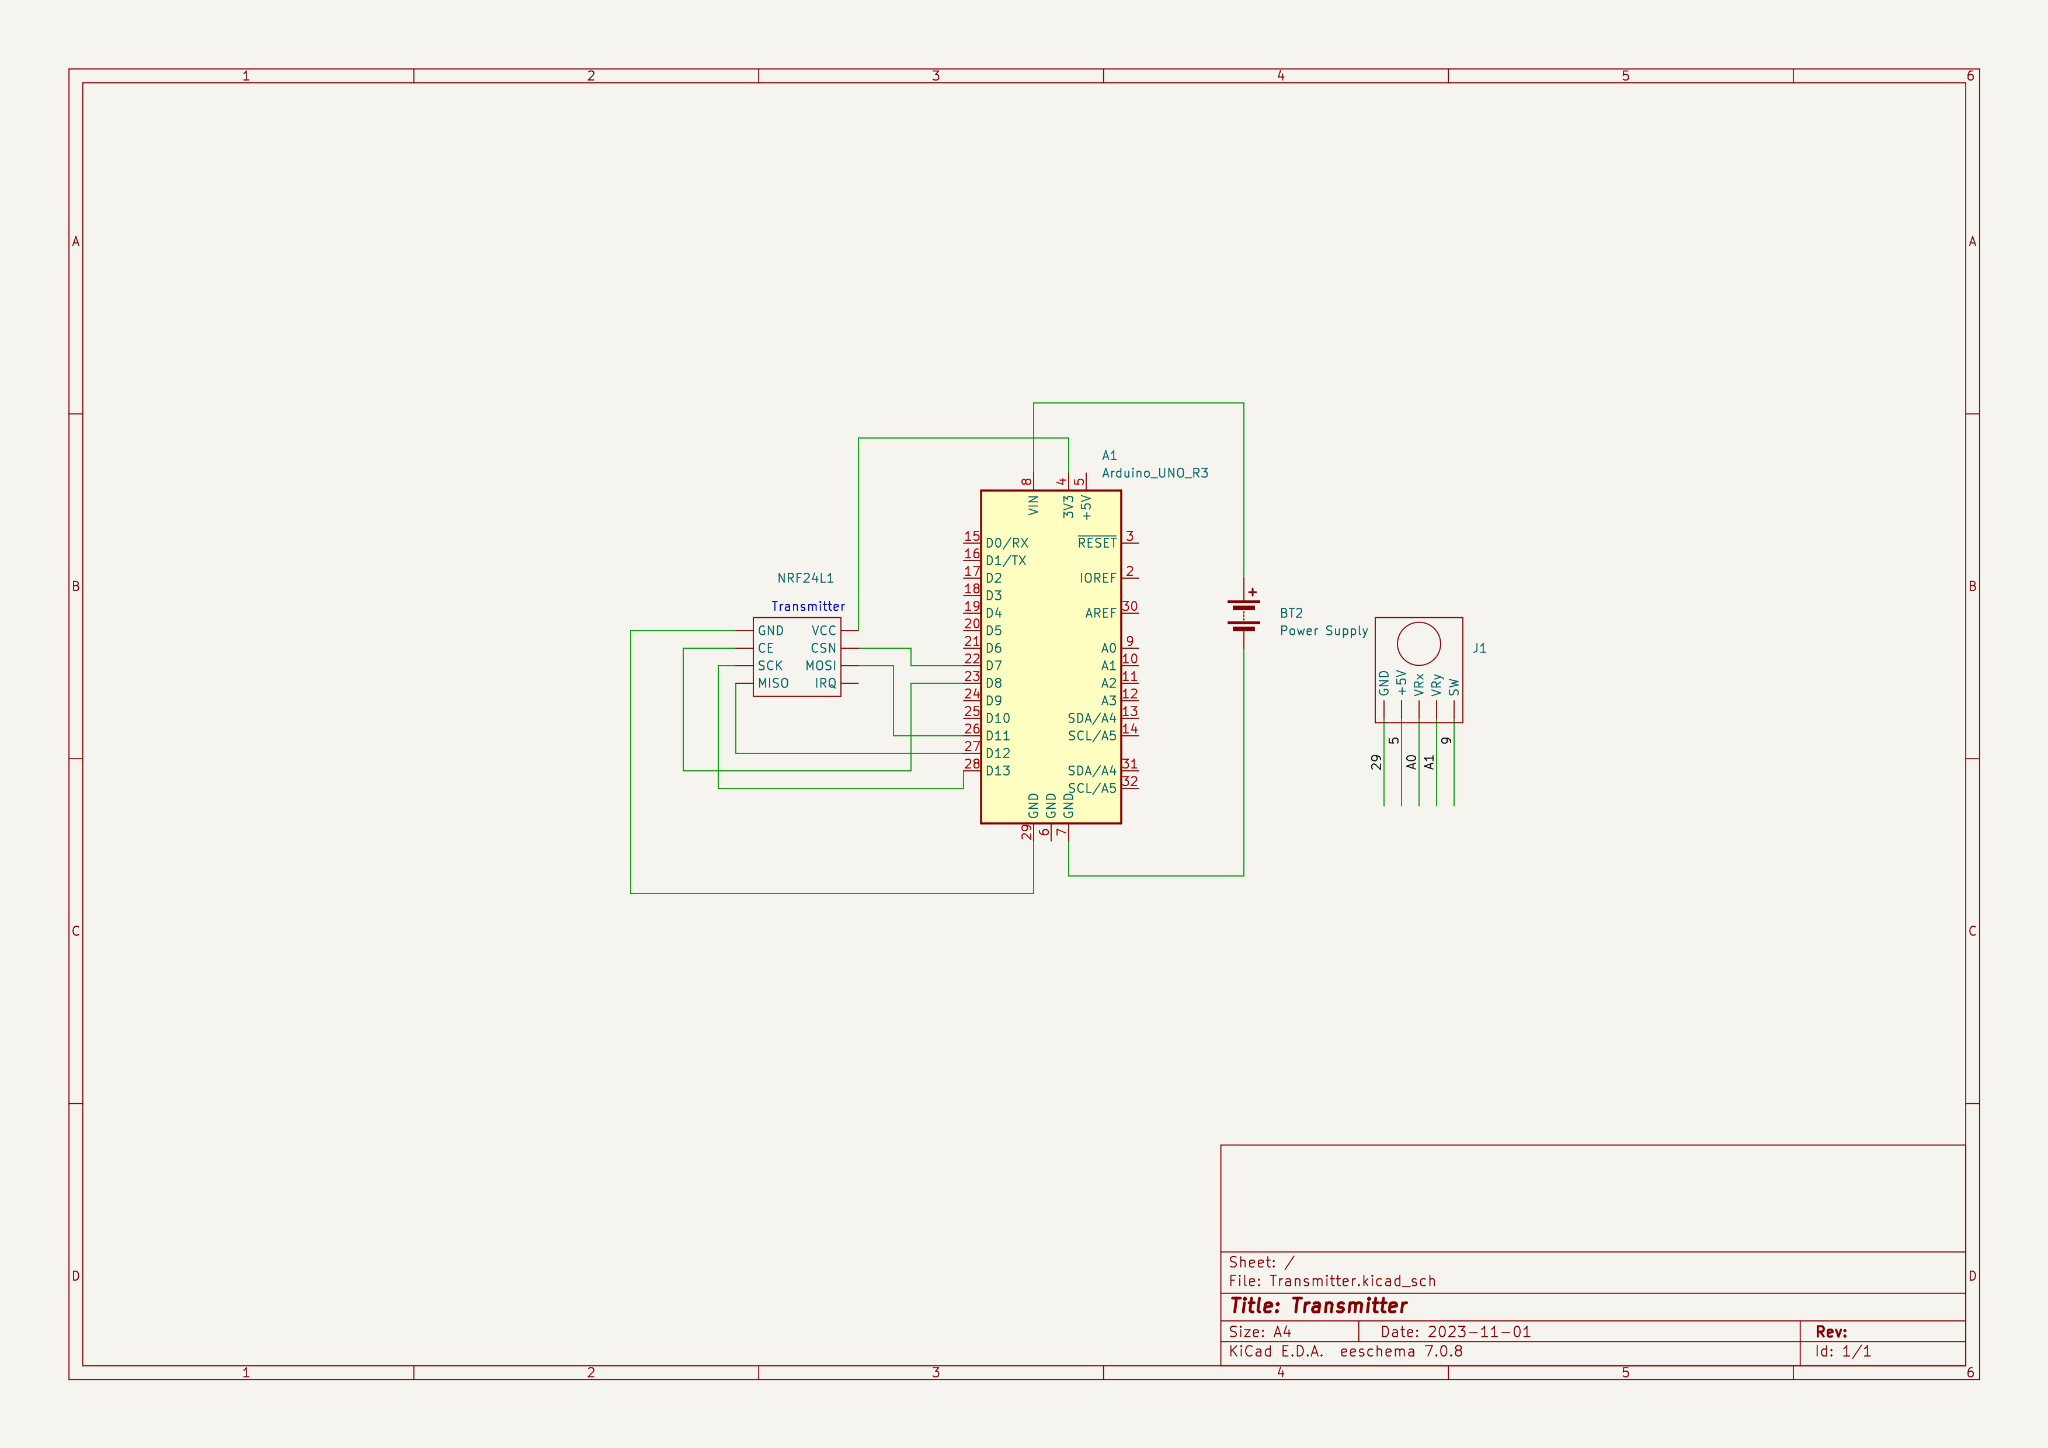 1 2 3 4 5 6
A A
B B
C C
D D
A1
Arduino_UNO_R3
8 4 5
VIN 3V3 +5V
15 D0/RX RESET 3
16 D1/TX
17 D2 IOREF 2
18 D3
19 D4 AREF 30
20 D5
21 D6 A0 9
22 D7 A1 10
23 D8 A2 11
24 D9 A3 12
25 D10 SDA/A4 13
26 D11 SCL/A5 14
27 D12
28 D13 SDA/A4 31
SCL/A5 32
GND GND GND
29 6 7
NRF24L1
Transmitter
GND VCC
CE CSN
SCK MOSI
MISO IRQ
+
BT2
Power Supply
J1
GND +5V VRx VRy SW
29 5 A0 A1 9
Sheet: /
File: Transmitter.kicad_sch
Title: Transmitter
Size: A4 Date: 2023-11-01 Rev:
KiCad E.D.A. eeschema 7.0.8 Id: 1/1
1 2 3 4 5 6